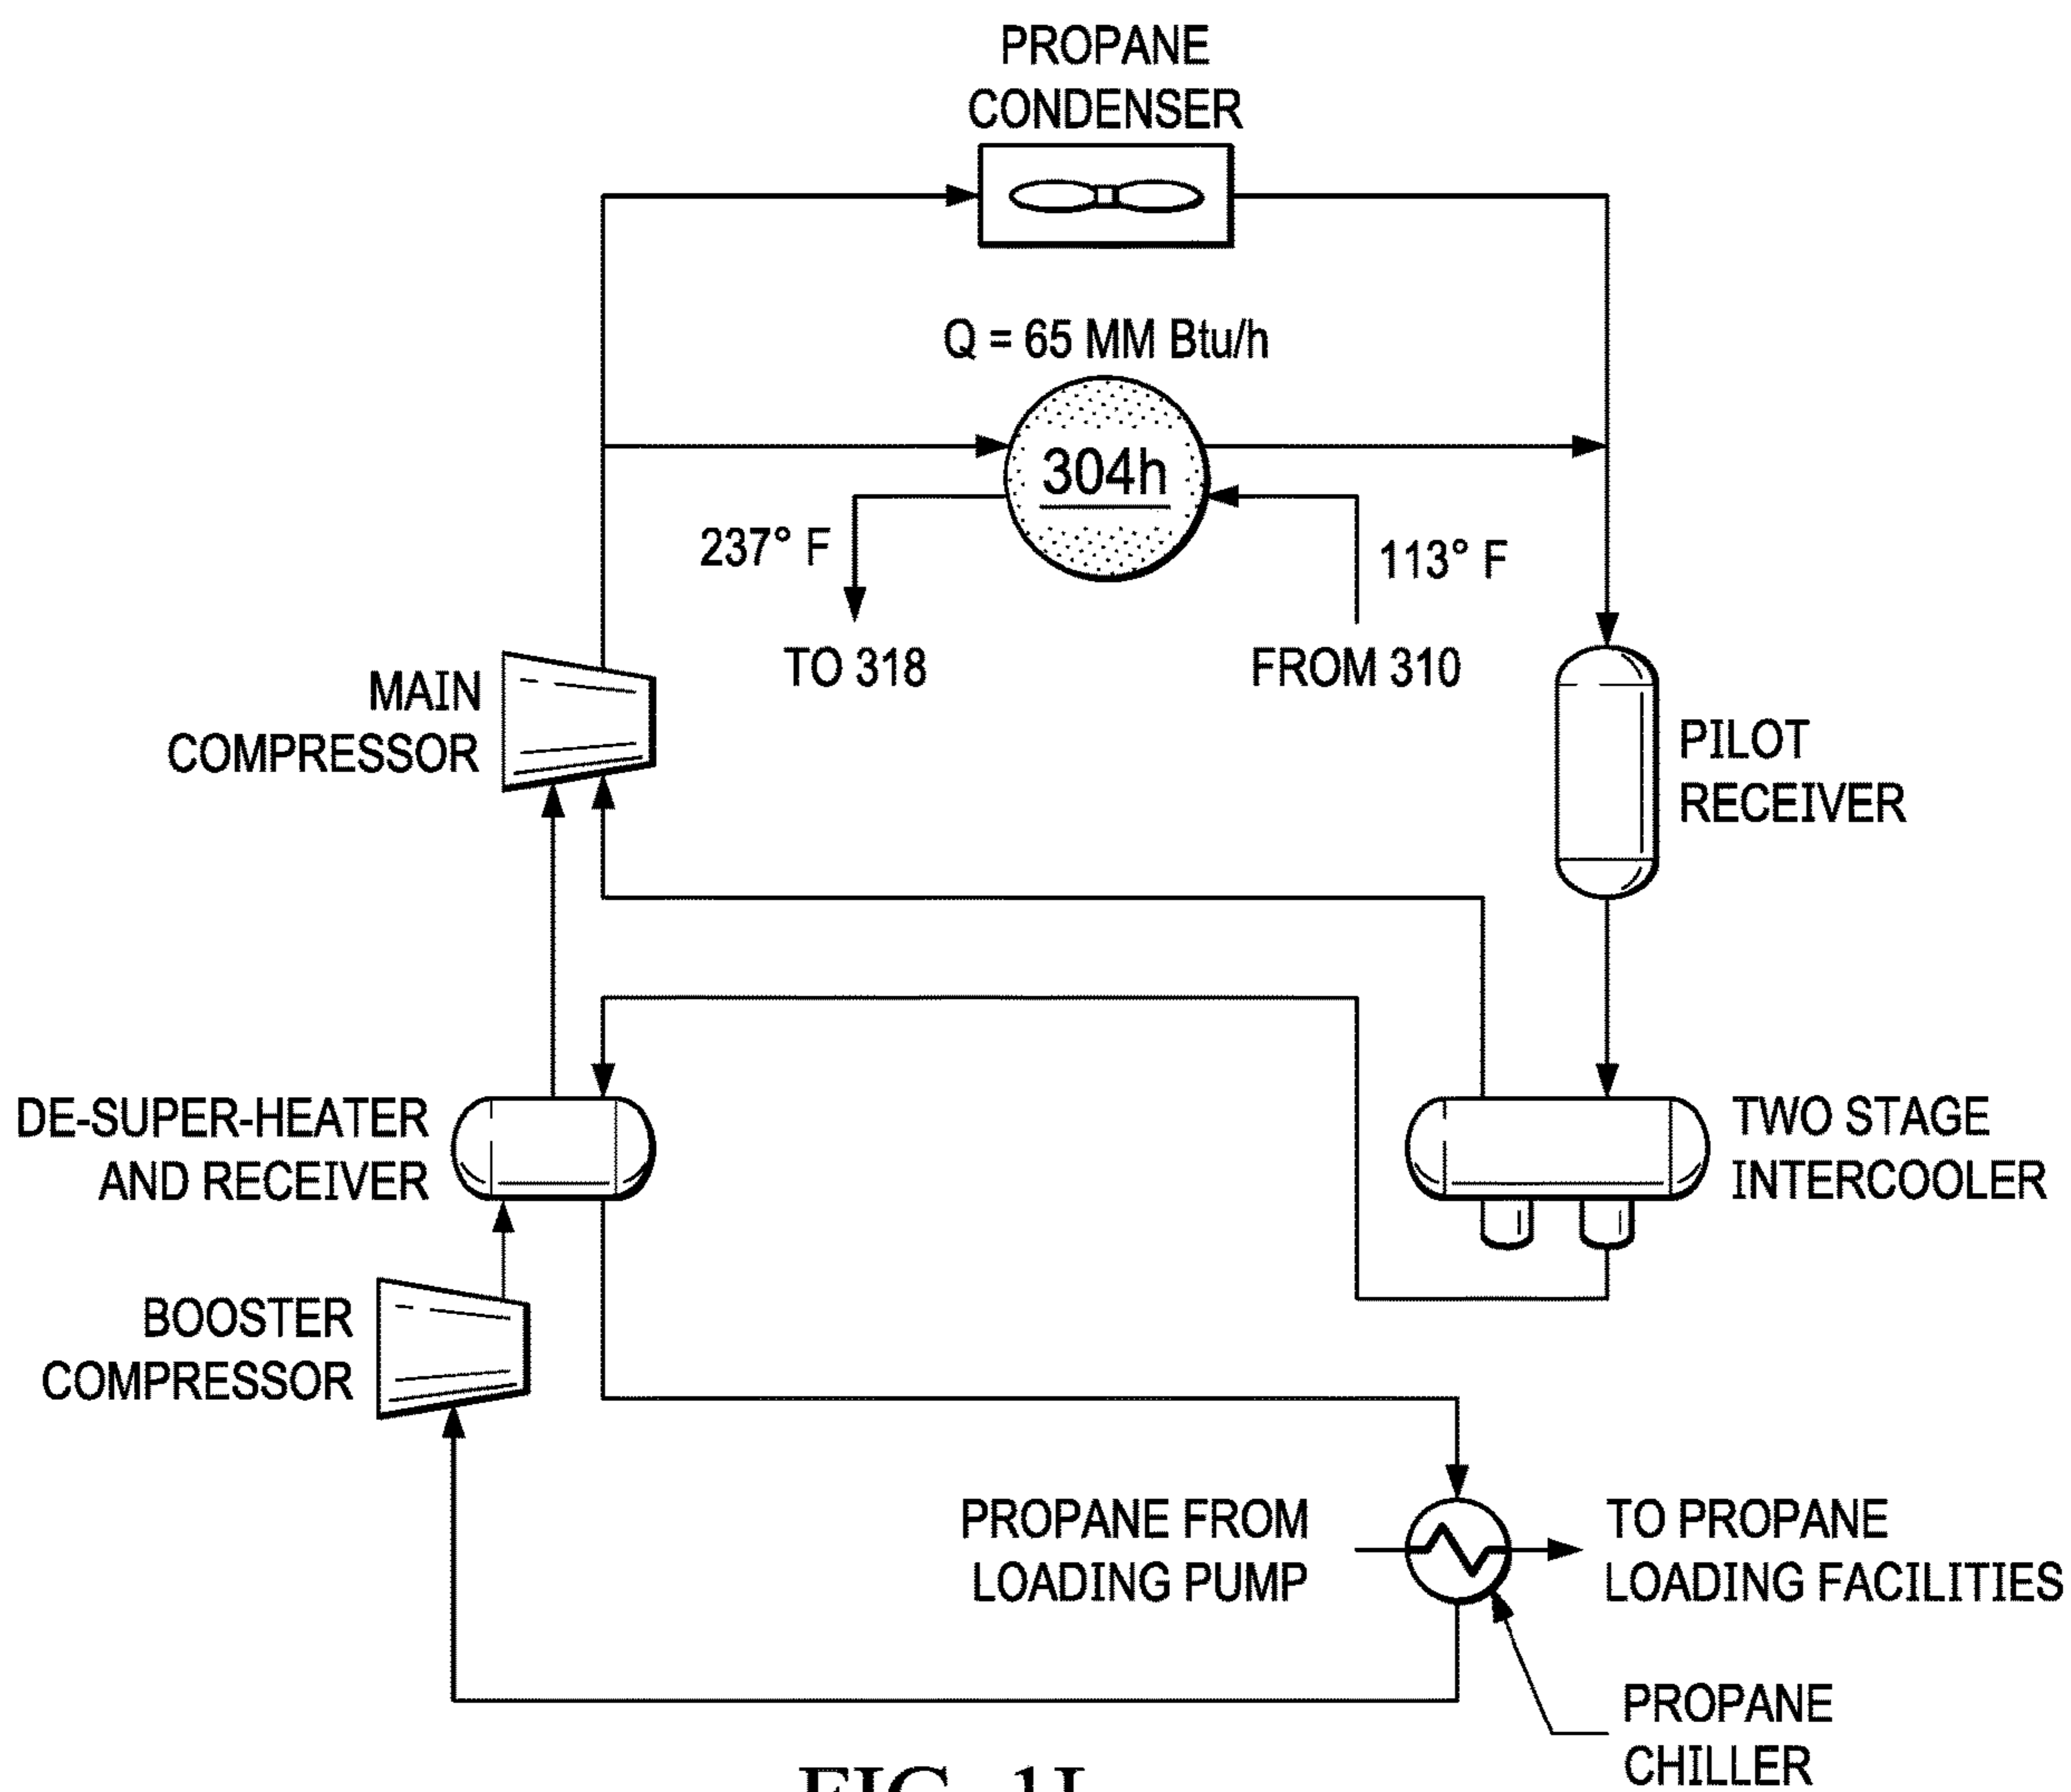 PROPANE
CONDENSER
Q = 65 MM Btu/h
304h
237° F
113° F
TO 318
FROM 310
MAIN
COMPRESSOR
PILOT
RECEIVER
DE-SUPER-HEATER
AND RECEIVER
TWO STAGE
INTERCOOLER
BOOSTER
COMPRESSOR
PROPANE FROM
LOADING PUMP
TO PROPANE
LOADING FACILITIES
PROPANE
CHILLER
FIG.